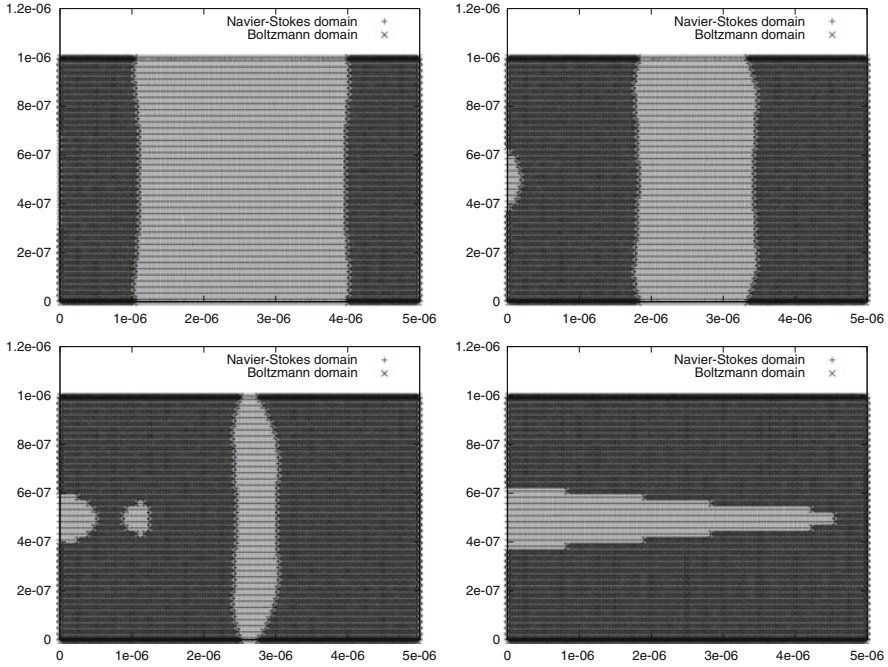 1.2e-06
Navier-Stokes domain
Boltzmann domain
1e-06
8e-07
6e-07
4e-07
2e-07
0
0 1e-06 2e-06 3e-06 4e-06 5e-06
1.2e-06
Navier-Stokes domain
Boltzmann domain
1e-06
8e-07
6e-07
4e-07
2e-07
0
0 1e-06 2e-06 3e-06 4e-06 5e-06
1.2e-06
Navier-Stokes domain
Boltzmann domain
1e-06
8e-07
6e-07
4e-07
2e-07
0
0 1e-06 2e-06 3e-06 4e-06 5e-06
1.2e-06
Navier-Stokes domain
Boltzmann domain
1e-06
8e-07
6e-07
4e-07
2e-07
0
0 1e-06 2e-06 3e-06 4e-06 5e-06